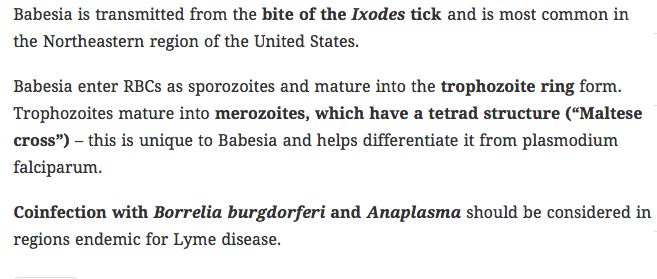 Babesia is transmitted from the bite of the Ixodes tick and is most common in
the Northeastern region of the United States.
Babesia enter RBCs as sporozoites and mature into the trophozoite ring form.
Trophozoites mature into merozoites, which have a tetrad structure (“Maltese
cross”) – this is unique to Babesia and helps differentiate it from plasmodium
falciparum.
Coinfection with Borrelia burgdorferi and Anaplasma should be considered in
regions endemic for Lyme disease.